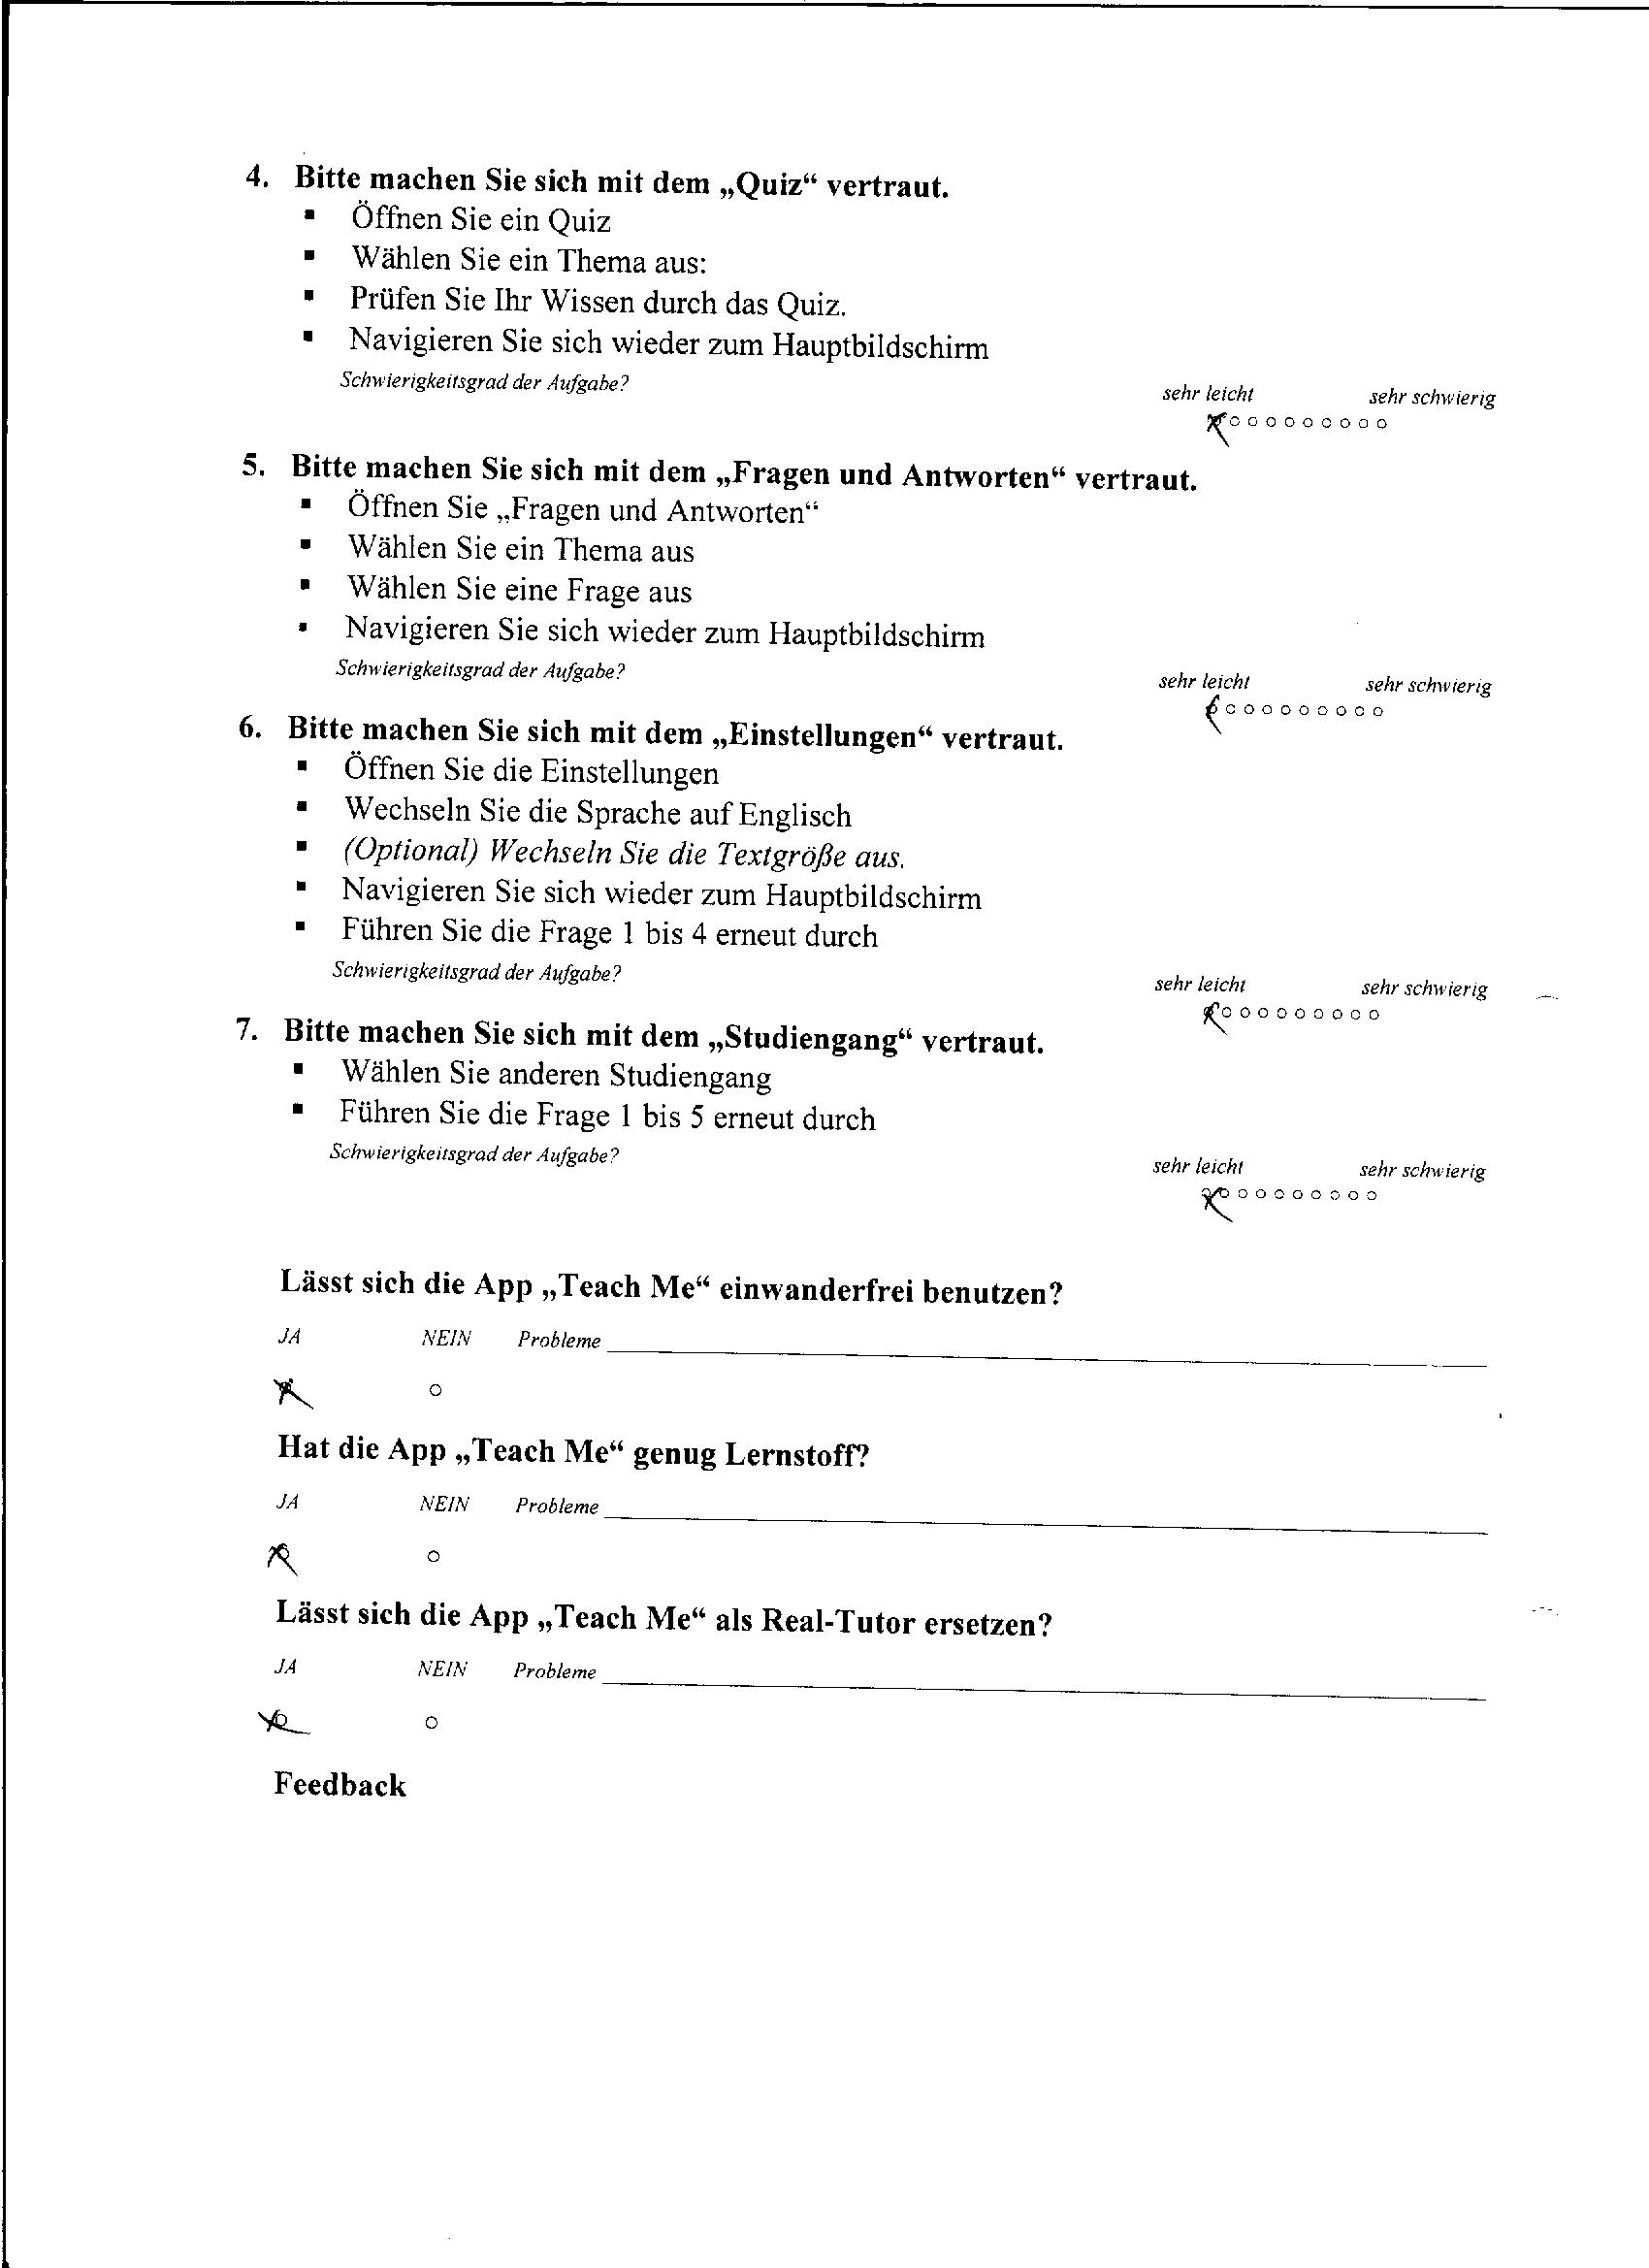 4. Bitte machen Sie sich mit dem „Quiz“ vertraut.
▪ Öffnen Sie ein Quiz
▪ Wählen Sie ein Thema aus:
▪ Prüfen Sie Ihr Wissen durch das Quiz.
▪ Navigieren Sie sich wieder zum Hauptbildschirm
Schwierigkeitsgrad der Aufgabe?
sehr leicht sehr schwierig
5. Bitte machen Sie sich mit dem „Fragen und Antworten“ vertraut.
▪ Öffnen Sie „Fragen und Antworten“
▪ Wählen Sie ein Thema aus
▪ Wählen Sie eine Frage aus
▪ Navigieren Sie sich wieder zum Hauptbildschirm
Schwierigkeitsgrad der Aufgabe?
sehr leicht sehr schwierig
6. Bitte machen Sie sich mit dem „Einstellungen“ vertraut.
▪ Öffnen Sie die Einstellungen
▪ Wechseln Sie die Sprache auf Englisch
▪ (Optional) Wechseln Sie die Textgröße aus.
▪ Navigieren Sie sich wieder zum Hauptbildschirm
▪ Führen Sie die Frage 1 bis 4 erneut durch
Schwierigkeitsgrad der Aufgabe?
sehr leicht sehr schwierig
7. Bitte machen Sie sich mit dem „Studiengang“ vertraut.
▪ Wählen Sie anderen Studiengang
▪ Führen Sie die Frage 1 bis 5 erneut durch
Schwierigkeitsgrad der Aufgabe?
sehr leicht sehr schwierig
Lässt sich die App „Teach Me“ einwanderfrei benutzen?
JA NEIN Probleme
Hat die App „Teach Me“ genug Lernstoff?
JA NEIN Probleme
Lässt sich die App „Teach Me“ als Real-Tutor ersetzen?
JA NEIN Probleme
Feedback